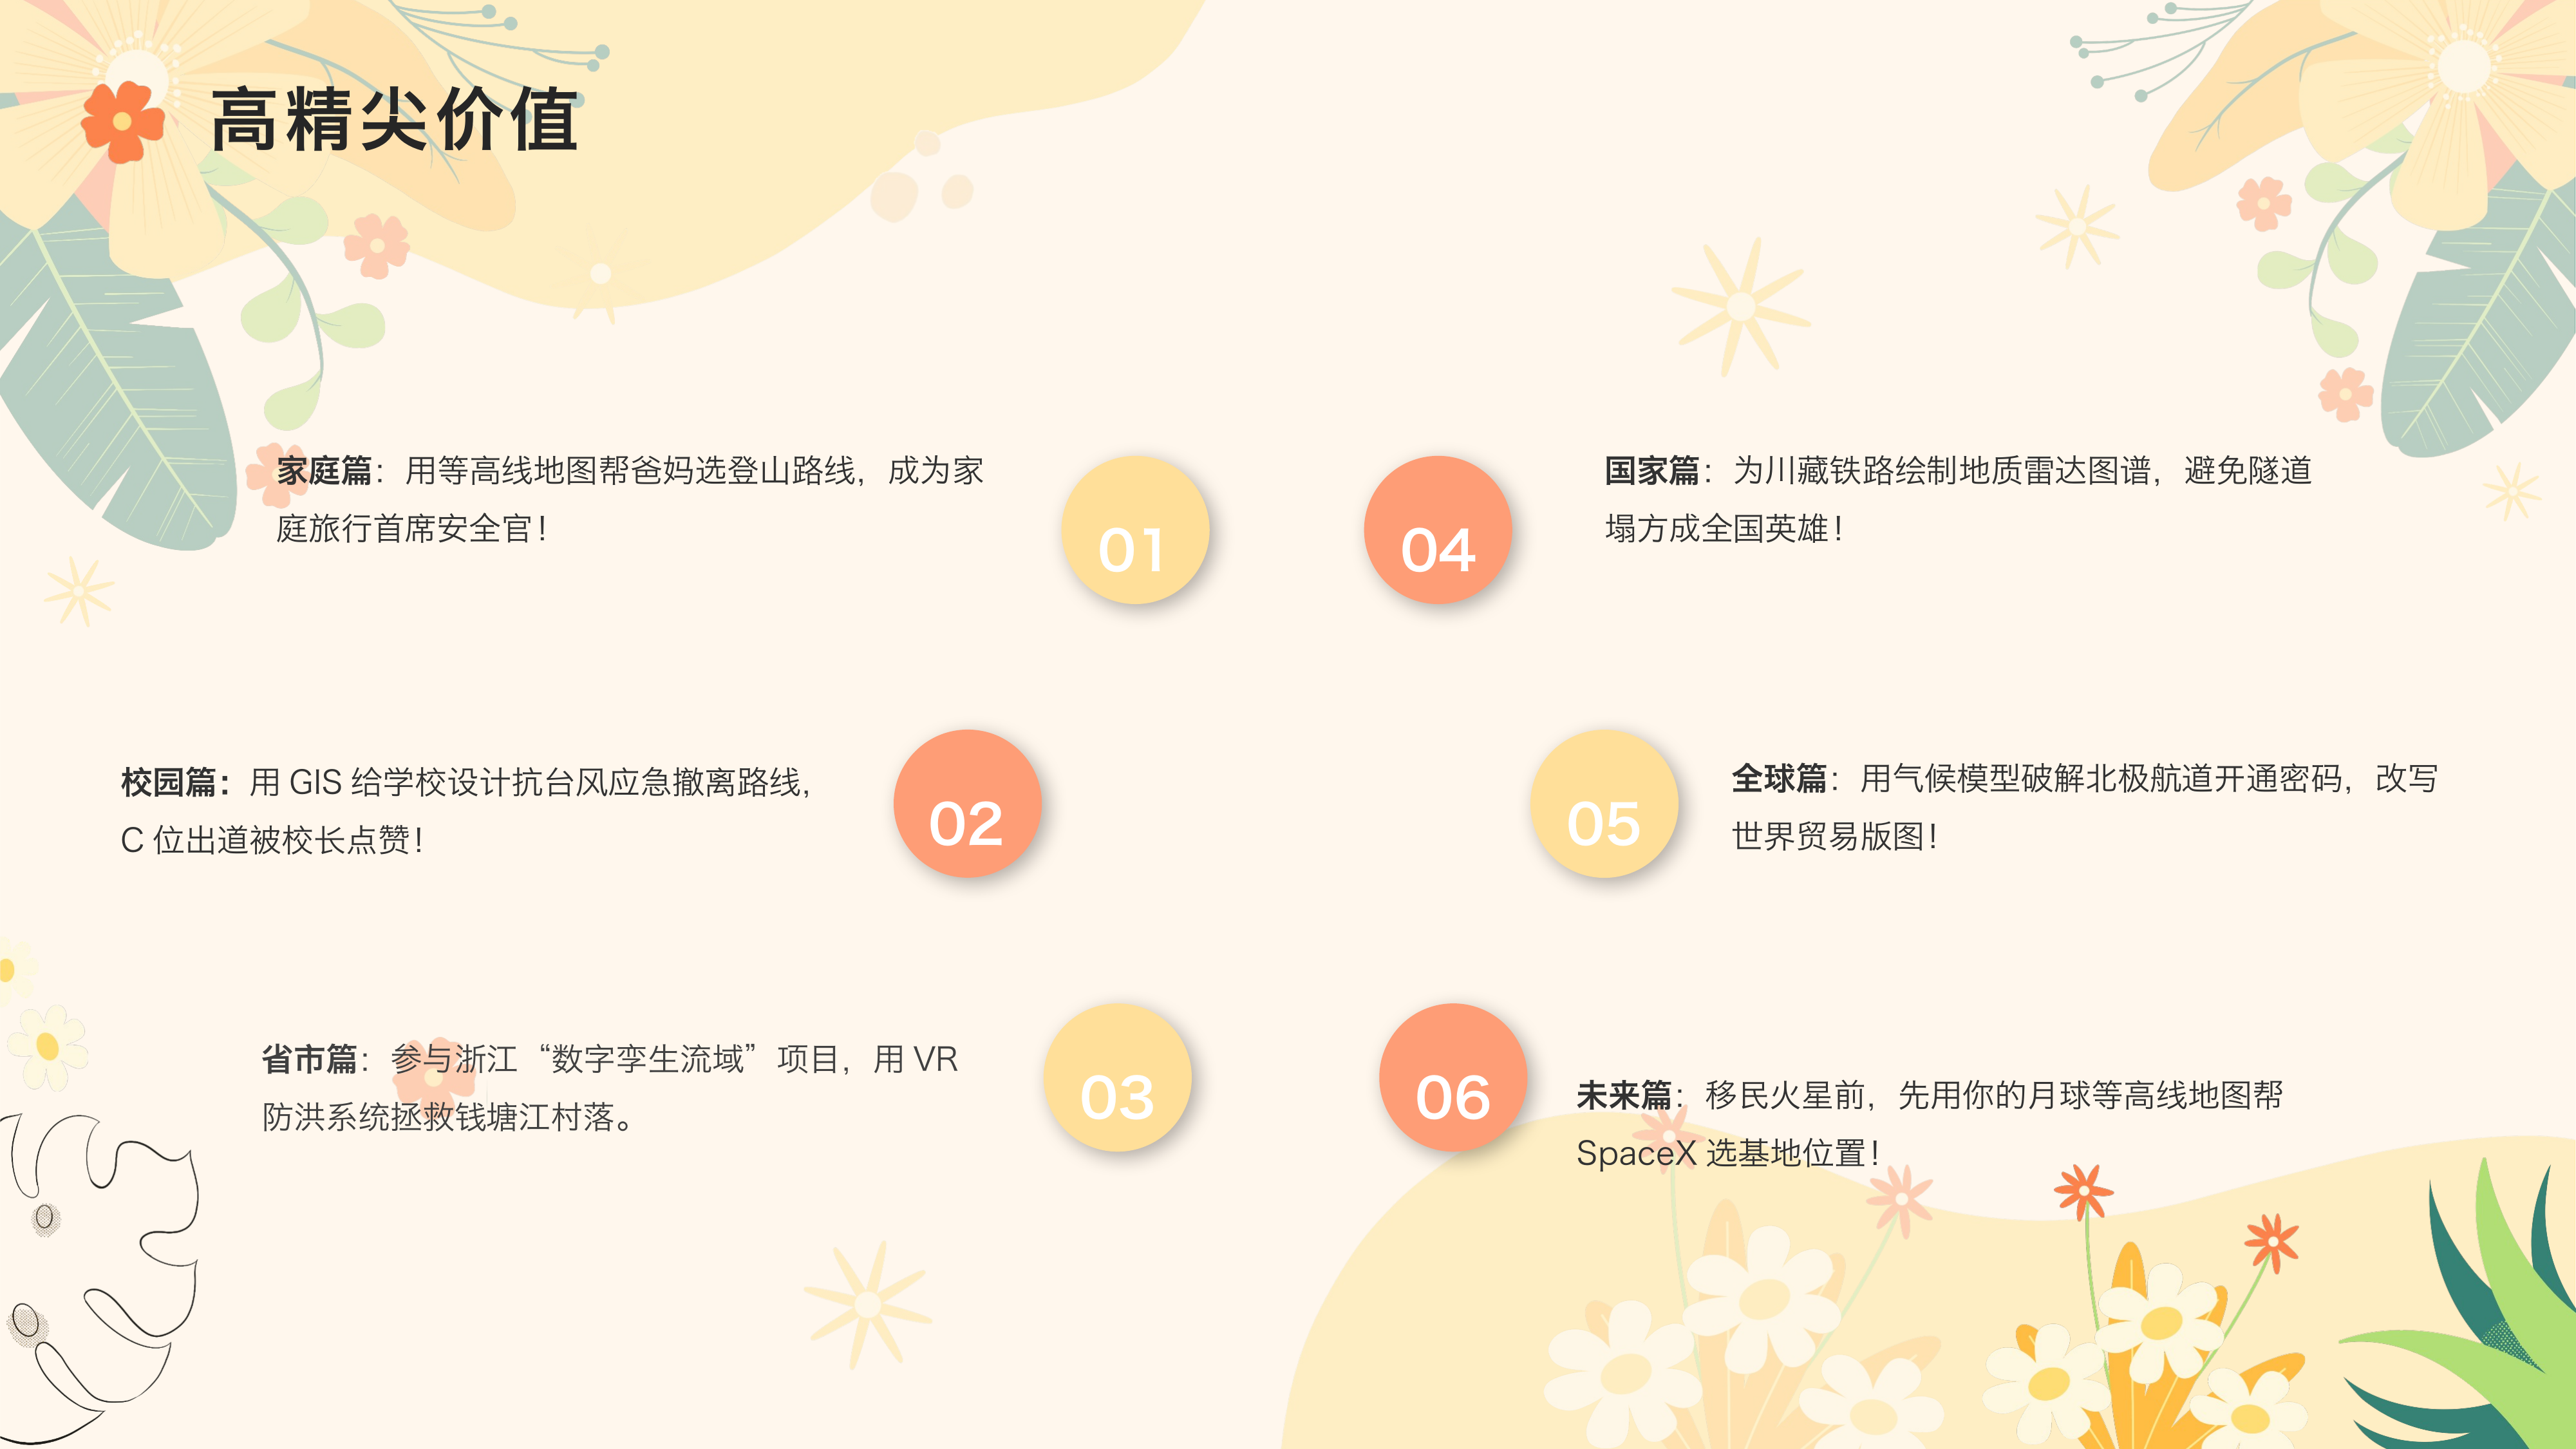 高精尖价值
家庭篇：用等高线地图帮爸妈选登山路线，成为家
庭旅行首席安全官！
01
校园篇：用 GIS 给学校设计抗台风应急撤离路线，
C 位出道被校长点赞！
02
省市篇：参与浙江“数字孪生流域”项目，用 VR
防洪系统拯救钱塘江村落。
03
04
国家篇：为川藏铁路绘制地质雷达图谱，避免隧道
塌方成全国英雄！
05
全球篇：用气候模型破解北极航道开通密码，改写
世界贸易版图！
06
未来篇：移民火星前，先用你的月球等高线地图帮
SpaceX 选基地位置！